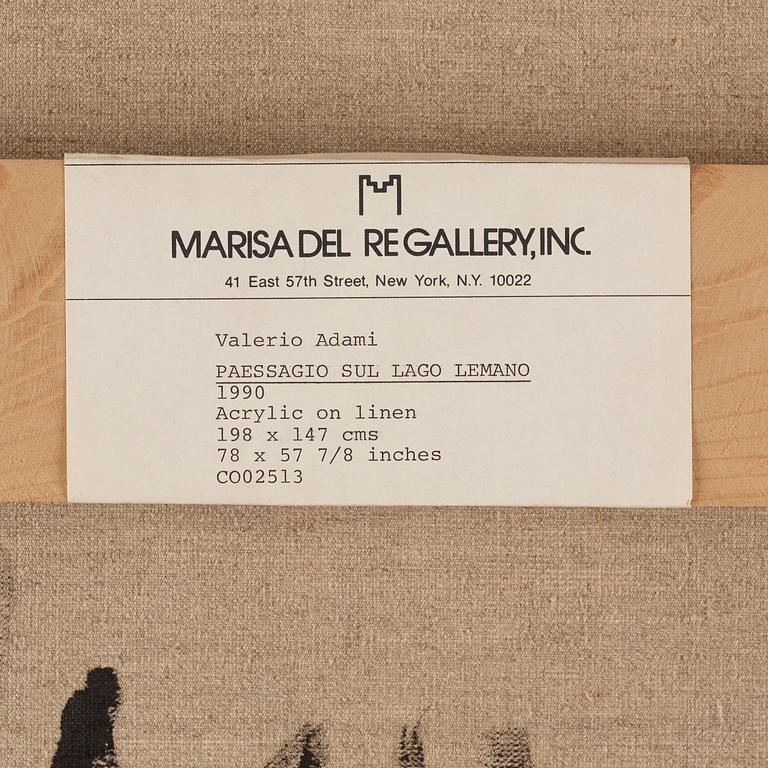 MARISA DEL RE GALLERY, INC.
41 East 57th Street, New York, N.Y. 10022
Valerio Adami
PAESSAGIO SUL LAGO LEMANO
1990
Acrylic on linen
198 x 147 cms
78 x 57 7/8 inches
CO02513